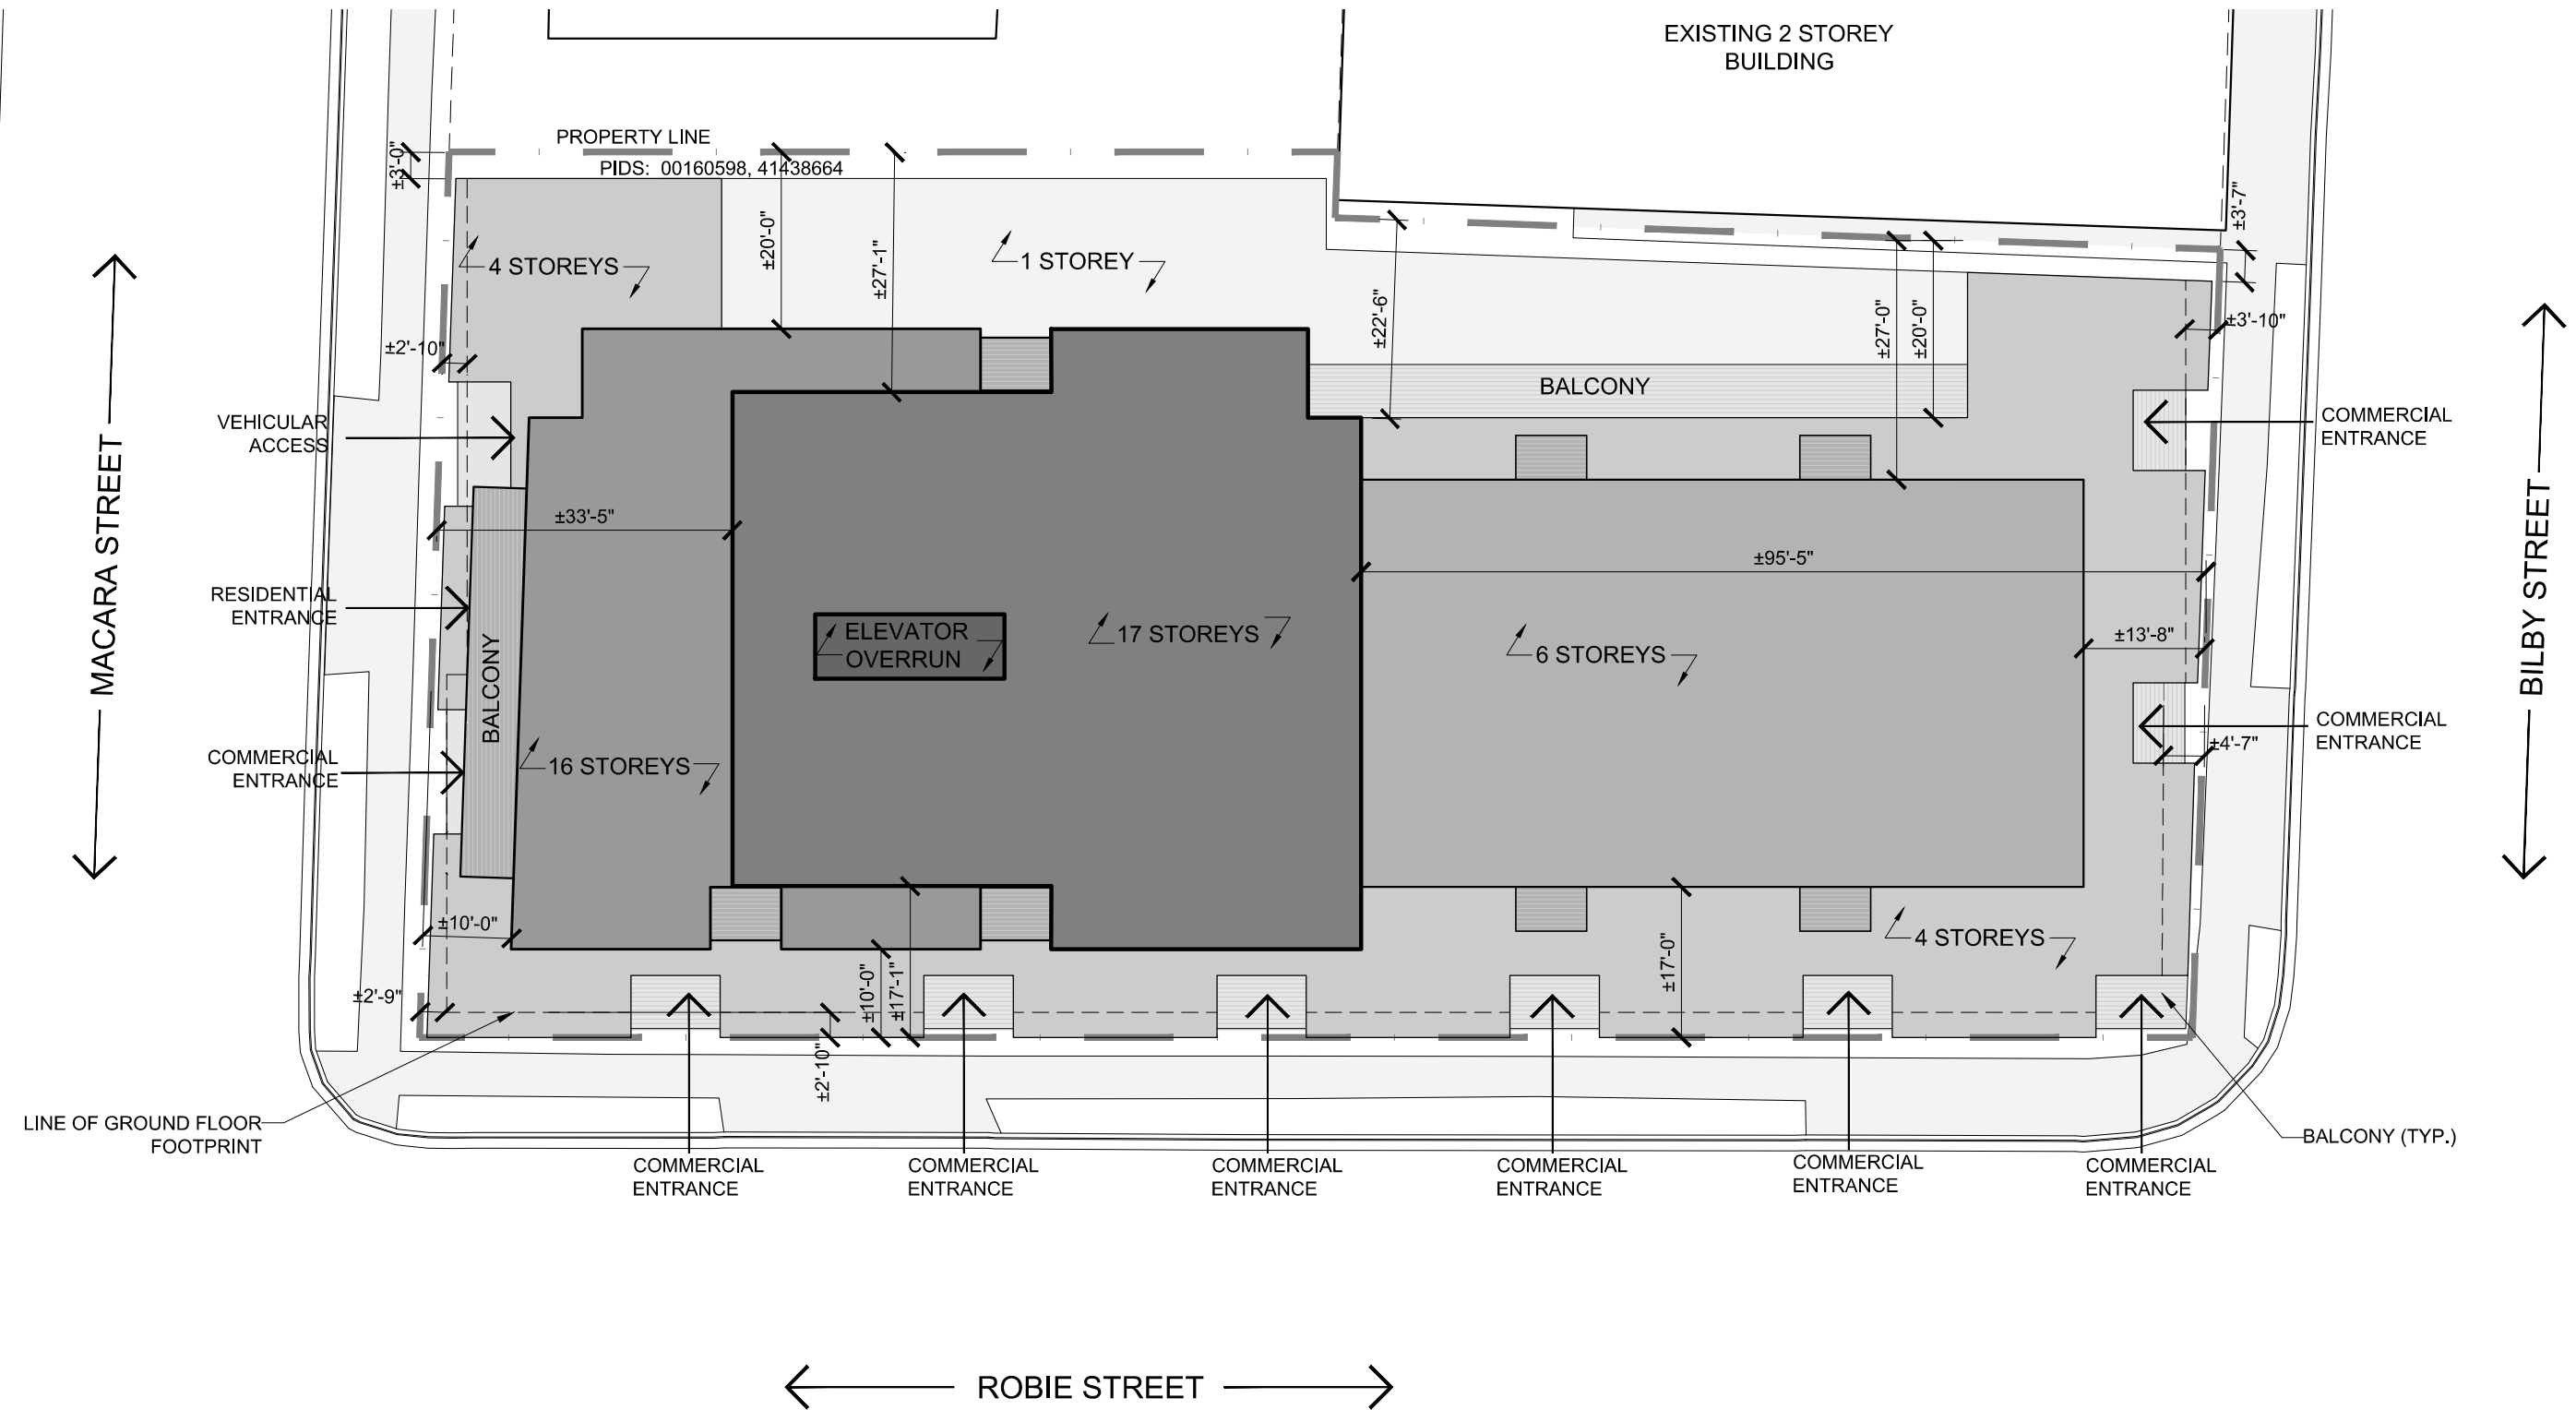 EXISTING 2 STOREY
BUILDING
PROPERTY LINE
PIDS: 00160598, 41438664
±3'-0"
±3'-7"
±20'-0"
±27'-1"
4 STOREYS
1 STOREY
±22'-6"
±27'-0"
±20'-0"
±3'-10"
±2'-10"
BALCONY
VEHICULAR
ACCESS
COMMERCIAL
ENTRANCE
MACARA STREET
BILBY STREET
±33'-5"
±95'-5"
RESIDENTIAL
ENTRANCE
BALCONY
ELEVATOR
OVERRUN
17 STOREYS
6 STOREYS
±13'-8"
COMMERCIAL
ENTRANCE
16 STOREYS
COMMERCIAL
ENTRANCE
±4'-7"
±10'-0"
±10'-0"
±17'-1"
±17'-0"
4 STOREYS
±2'-9"
±2'-10"
LINE OF GROUND FLOOR
FOOTPRINT
BALCONY (TYP.)
COMMERCIAL
ENTRANCE
COMMERCIAL
ENTRANCE
COMMERCIAL
ENTRANCE
COMMERCIAL
ENTRANCE
COMMERCIAL
ENTRANCE
COMMERCIAL
ENTRANCE
ROBIE STREET